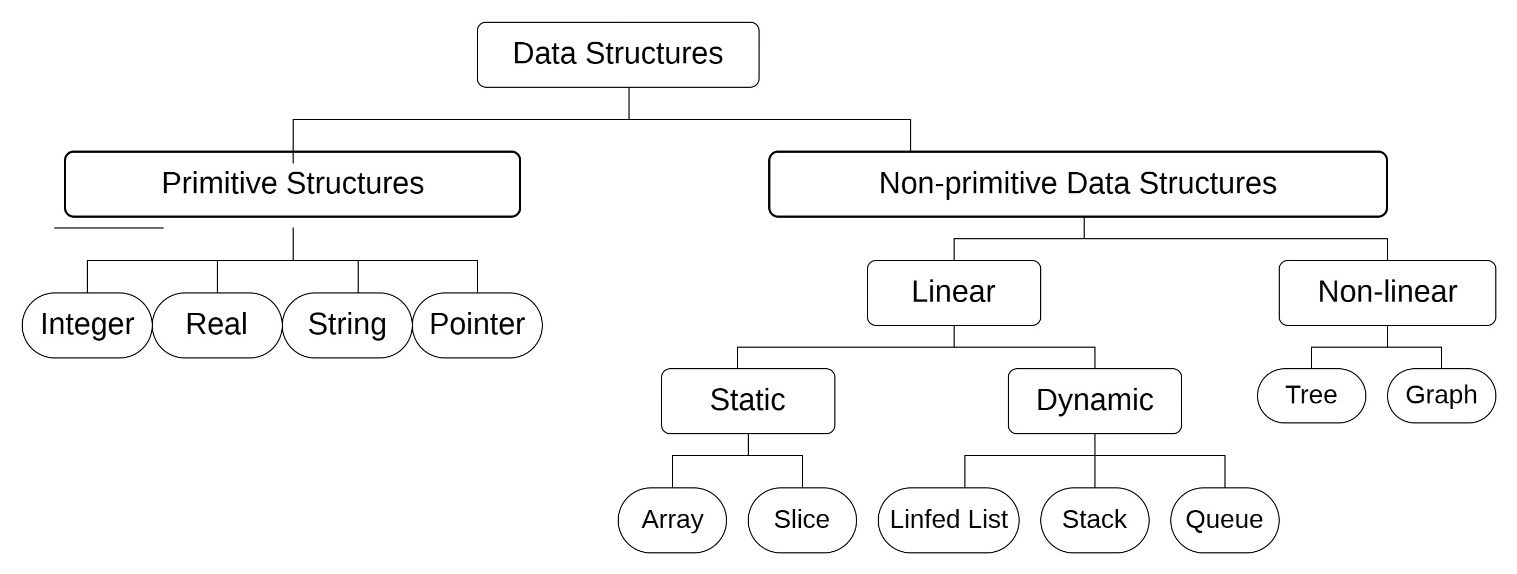 Data Structures
Primitive Structures
Non-primitive Data Structures
Linear
Non-linear
Integer
Real
String
Pointer
Static
Dynamic
Tree
Graph
Array
Slice
Linfed List
Stack
Queue